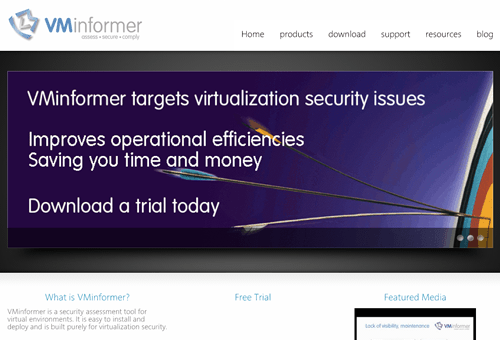 VMinformer
assess • secure • comply
Home products download support resources blog
VMinformer targets virtualization security issues
Improves operational efficiencies
Saving you time and money
Download a trial today
What is VMinformer?
VMinformer is a security assessment tool for
virtual environments. It is easy to install and
deploy and is built purely for virtualization security.
Free Trial
Featured Media
Lack of visibility, maintenance
VMinformer